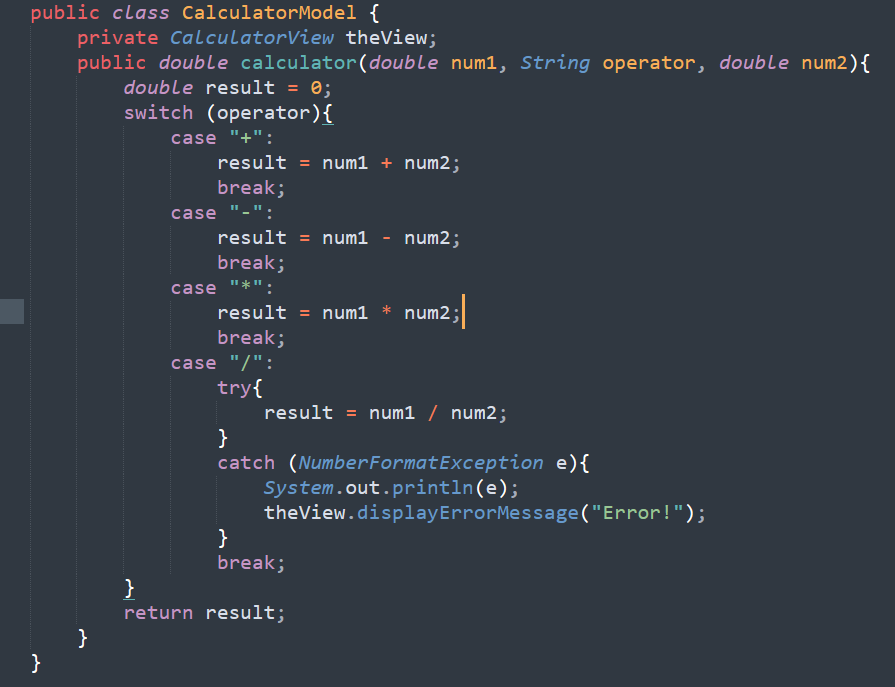 public class CalculatorModel {
    private CalculatorView theView;
    public double calculator(double num1, String operator, double num2){
        double result = 0;
        switch (operator){
            case "+":
                result = num1 + num2;
                break;
            case "-":
                result = num1 - num2;
                break;
            case "*":
                result = num1 * num2;
                break;
            case "/":
                try{
                    result = num1 / num2;
                }
                catch (NumberFormatException e){
                    System.out.println(e);
                    theView.displayErrorMessage("Error!");
                }
                break;
        }
        return result;
    }
}